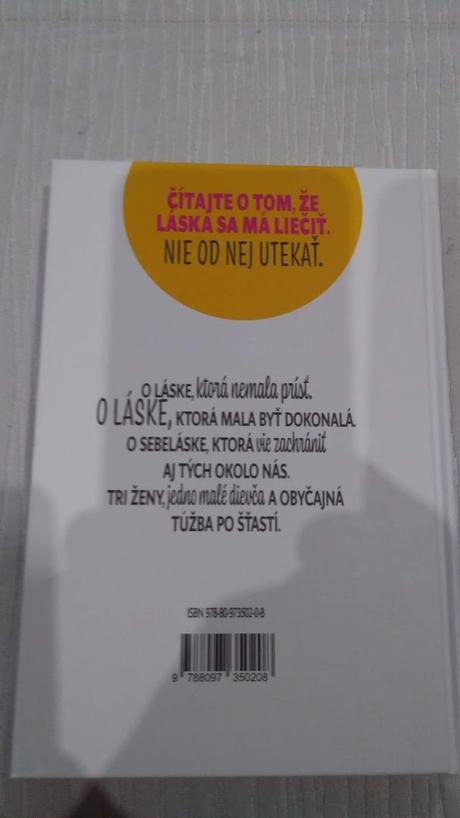 ČÍTAJTE O TOM, ŽE
LÁSKA SA MÁ LIEČIŤ.
NIE OD NEJ UTEKAŤ.
O LÁSKE, ktorá nemala prísť.
O LÁSKE, KTORÁ MALA BYŤ DOKONALÁ.
O SEBELÁSKE, KTORÁ vie zachrániť
AJ TÝCH OKOLO NÁS.
TRI ŽENY, jedno malé dievča A OBYČAJNÁ
TÚŽBA PO ŠŤASTÍ.
ISBN 978-80-973502-0-8
9 788097 350208